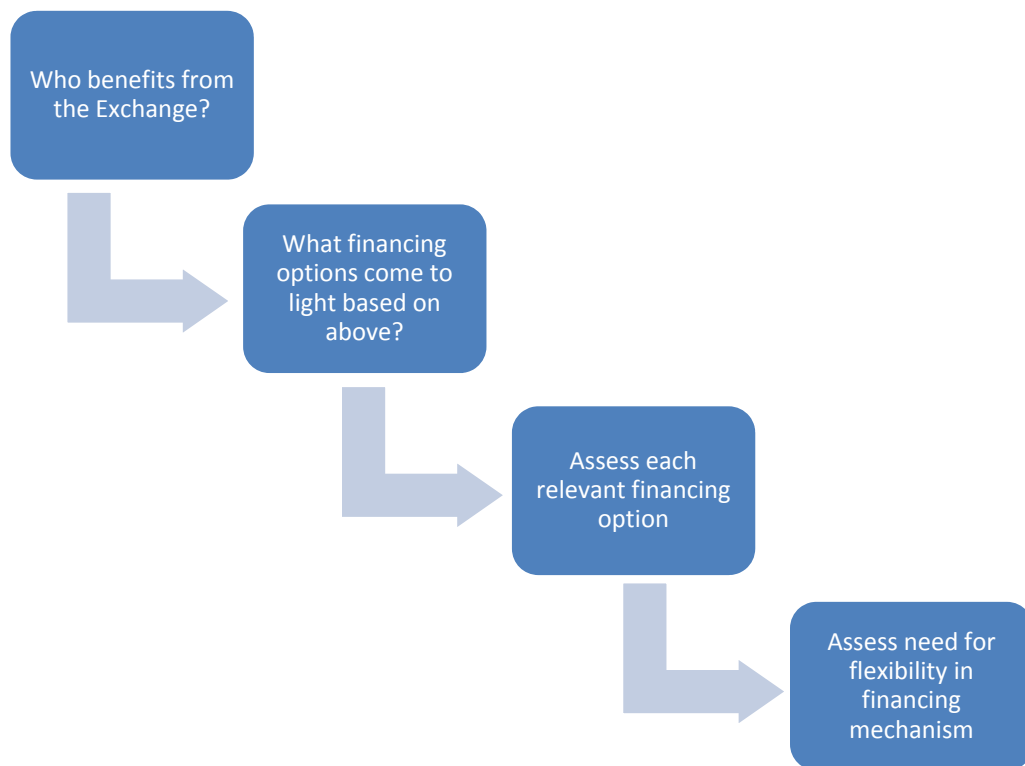 Who benefits from
the Exchange?
What financing
options come to
light based on
above?
Assess each
relevant financing
option
Assess need for
flexibility in
financing
mechanism